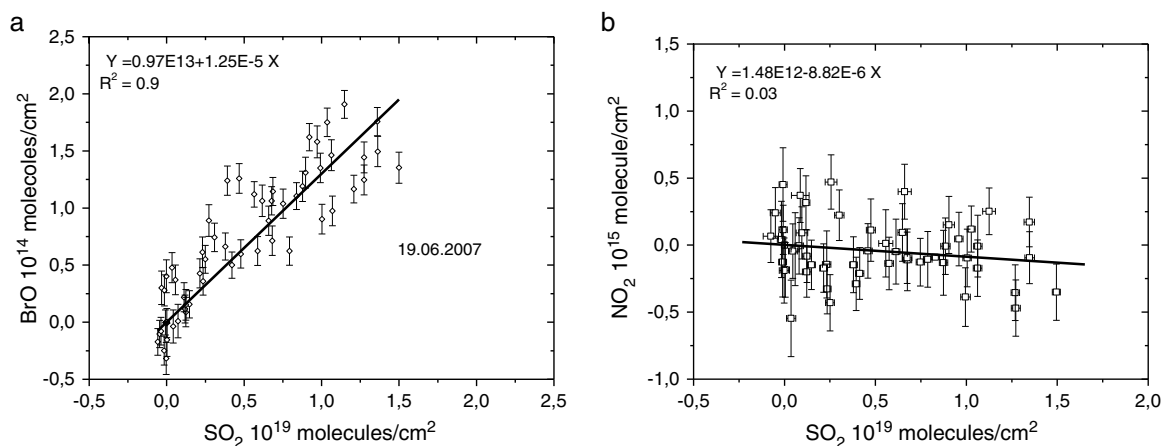 a
2,5
2,0
1,5
1,0
0,5
0,0
-0,5
BrO 10¹⁴ molecoles/cm²
Y =0.97E13+1.25E-5 X
R² = 0.9
19.06.2007
-0,5 0,0 0,5 1,0 1,5 2,0 2,5
SO₂ 10¹⁹ molecules/cm²
b
1,5
1,0
0,5
0,0
-0,5
-1,0
NO₂ 10¹⁵ molecule/cm²
Y=1.48E12-8.82E-6 X
R² = 0.03
-0,5 0,0 0,5 1,0 1,5 2,0 2,5
SO₂ 10¹⁹ molecules/cm²